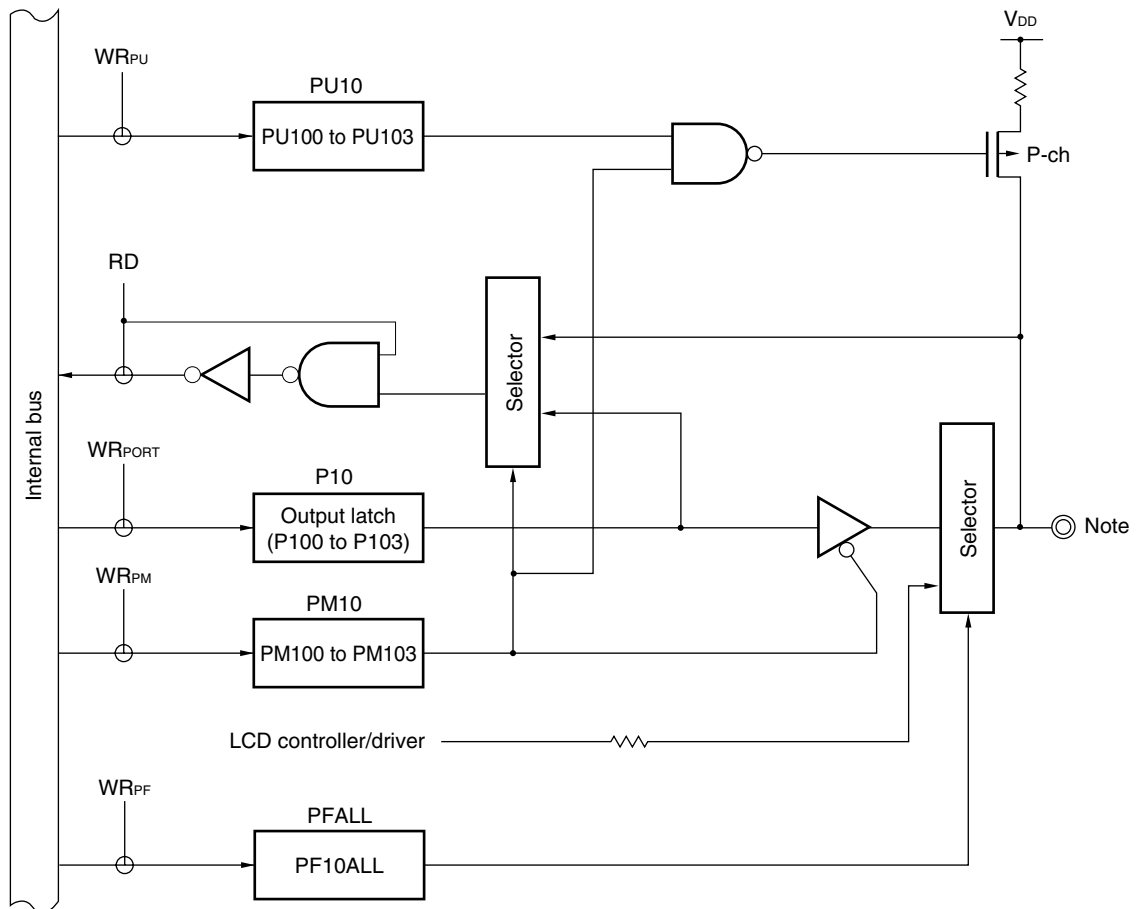 VDD
WRPU
PU10
PU100 to PU103
P-ch
RD
Selector
Internal bus
WRPORT
P10
Output latch
(P100 to P103)
Selector
Note
WRPM
PM10
PM100 to PM103
LCD controller/driver
WRPF
PFALL
PF10ALL